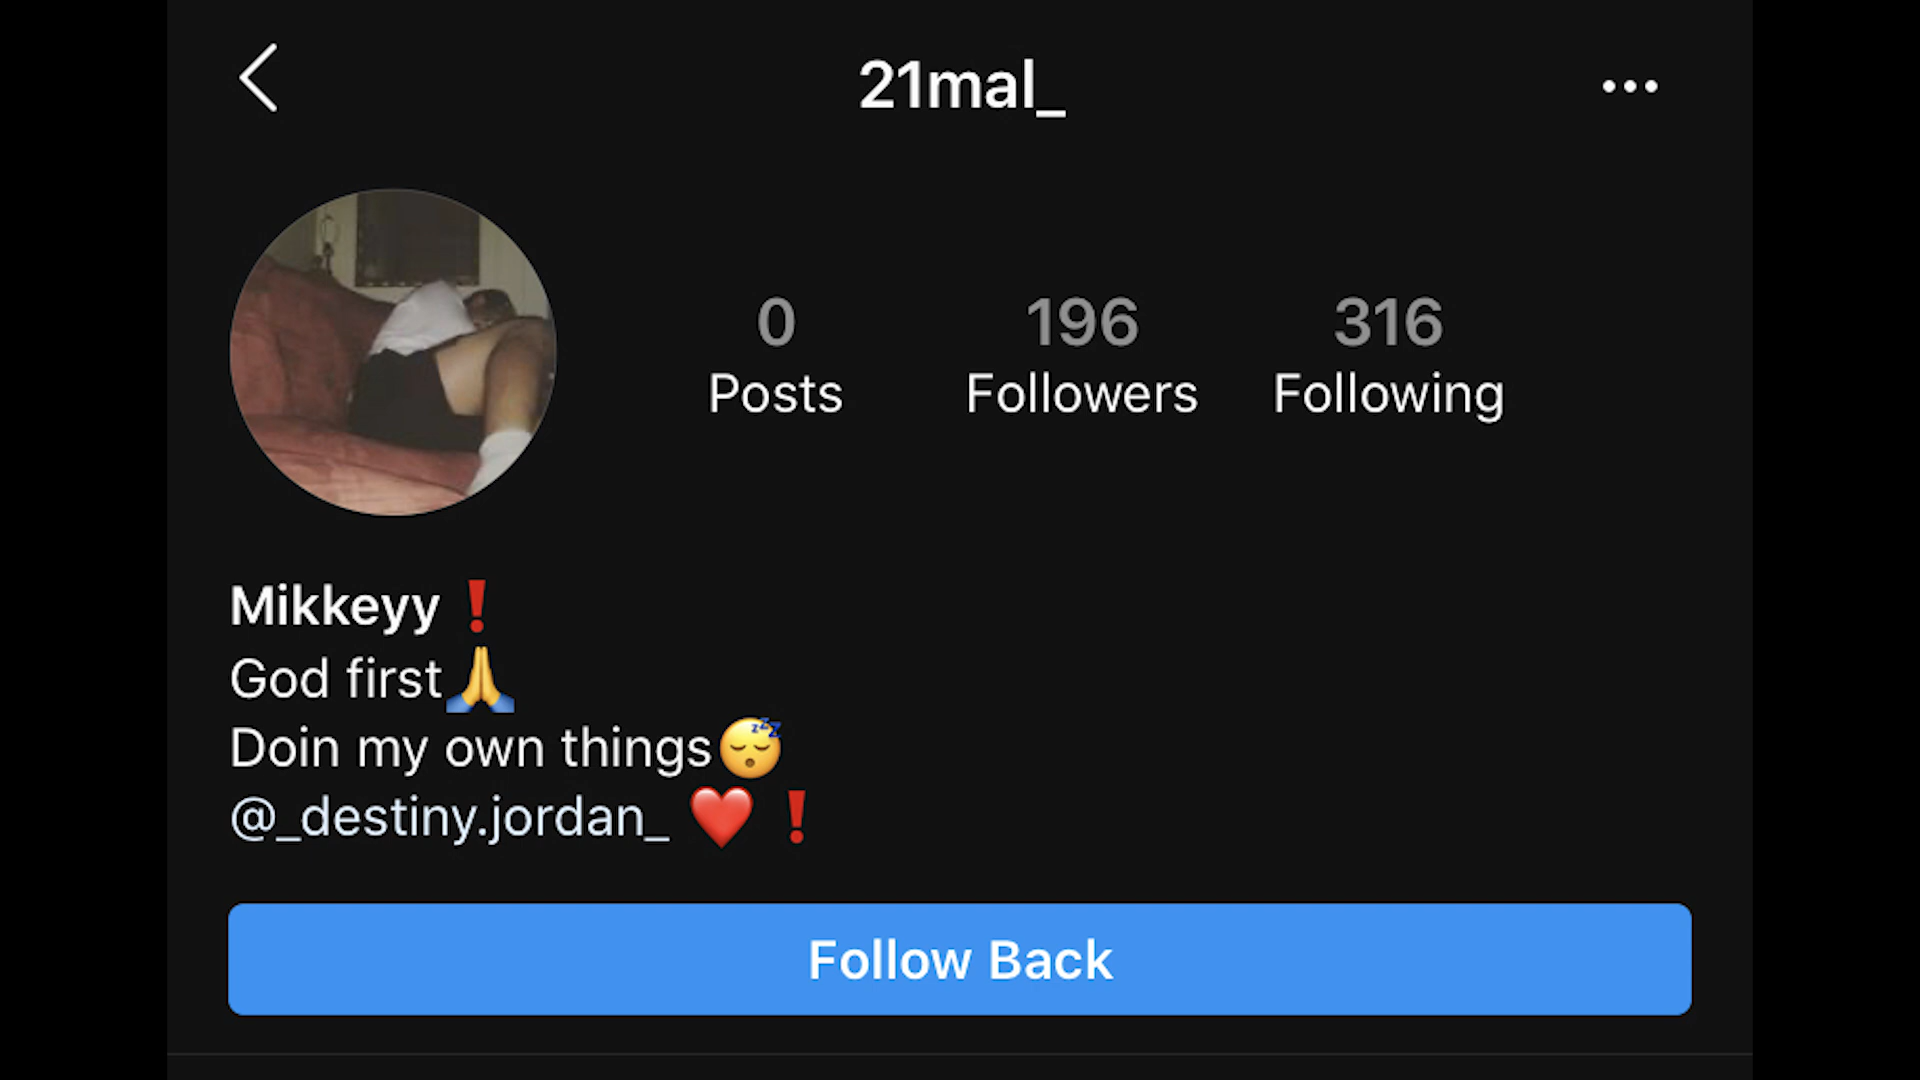 21mal_
0 196 316
Posts Followers Following
Mikkeyy❗
God first🙏
Doin my own things😴
@_destiny.jordan_ ❤️❗
Follow Back